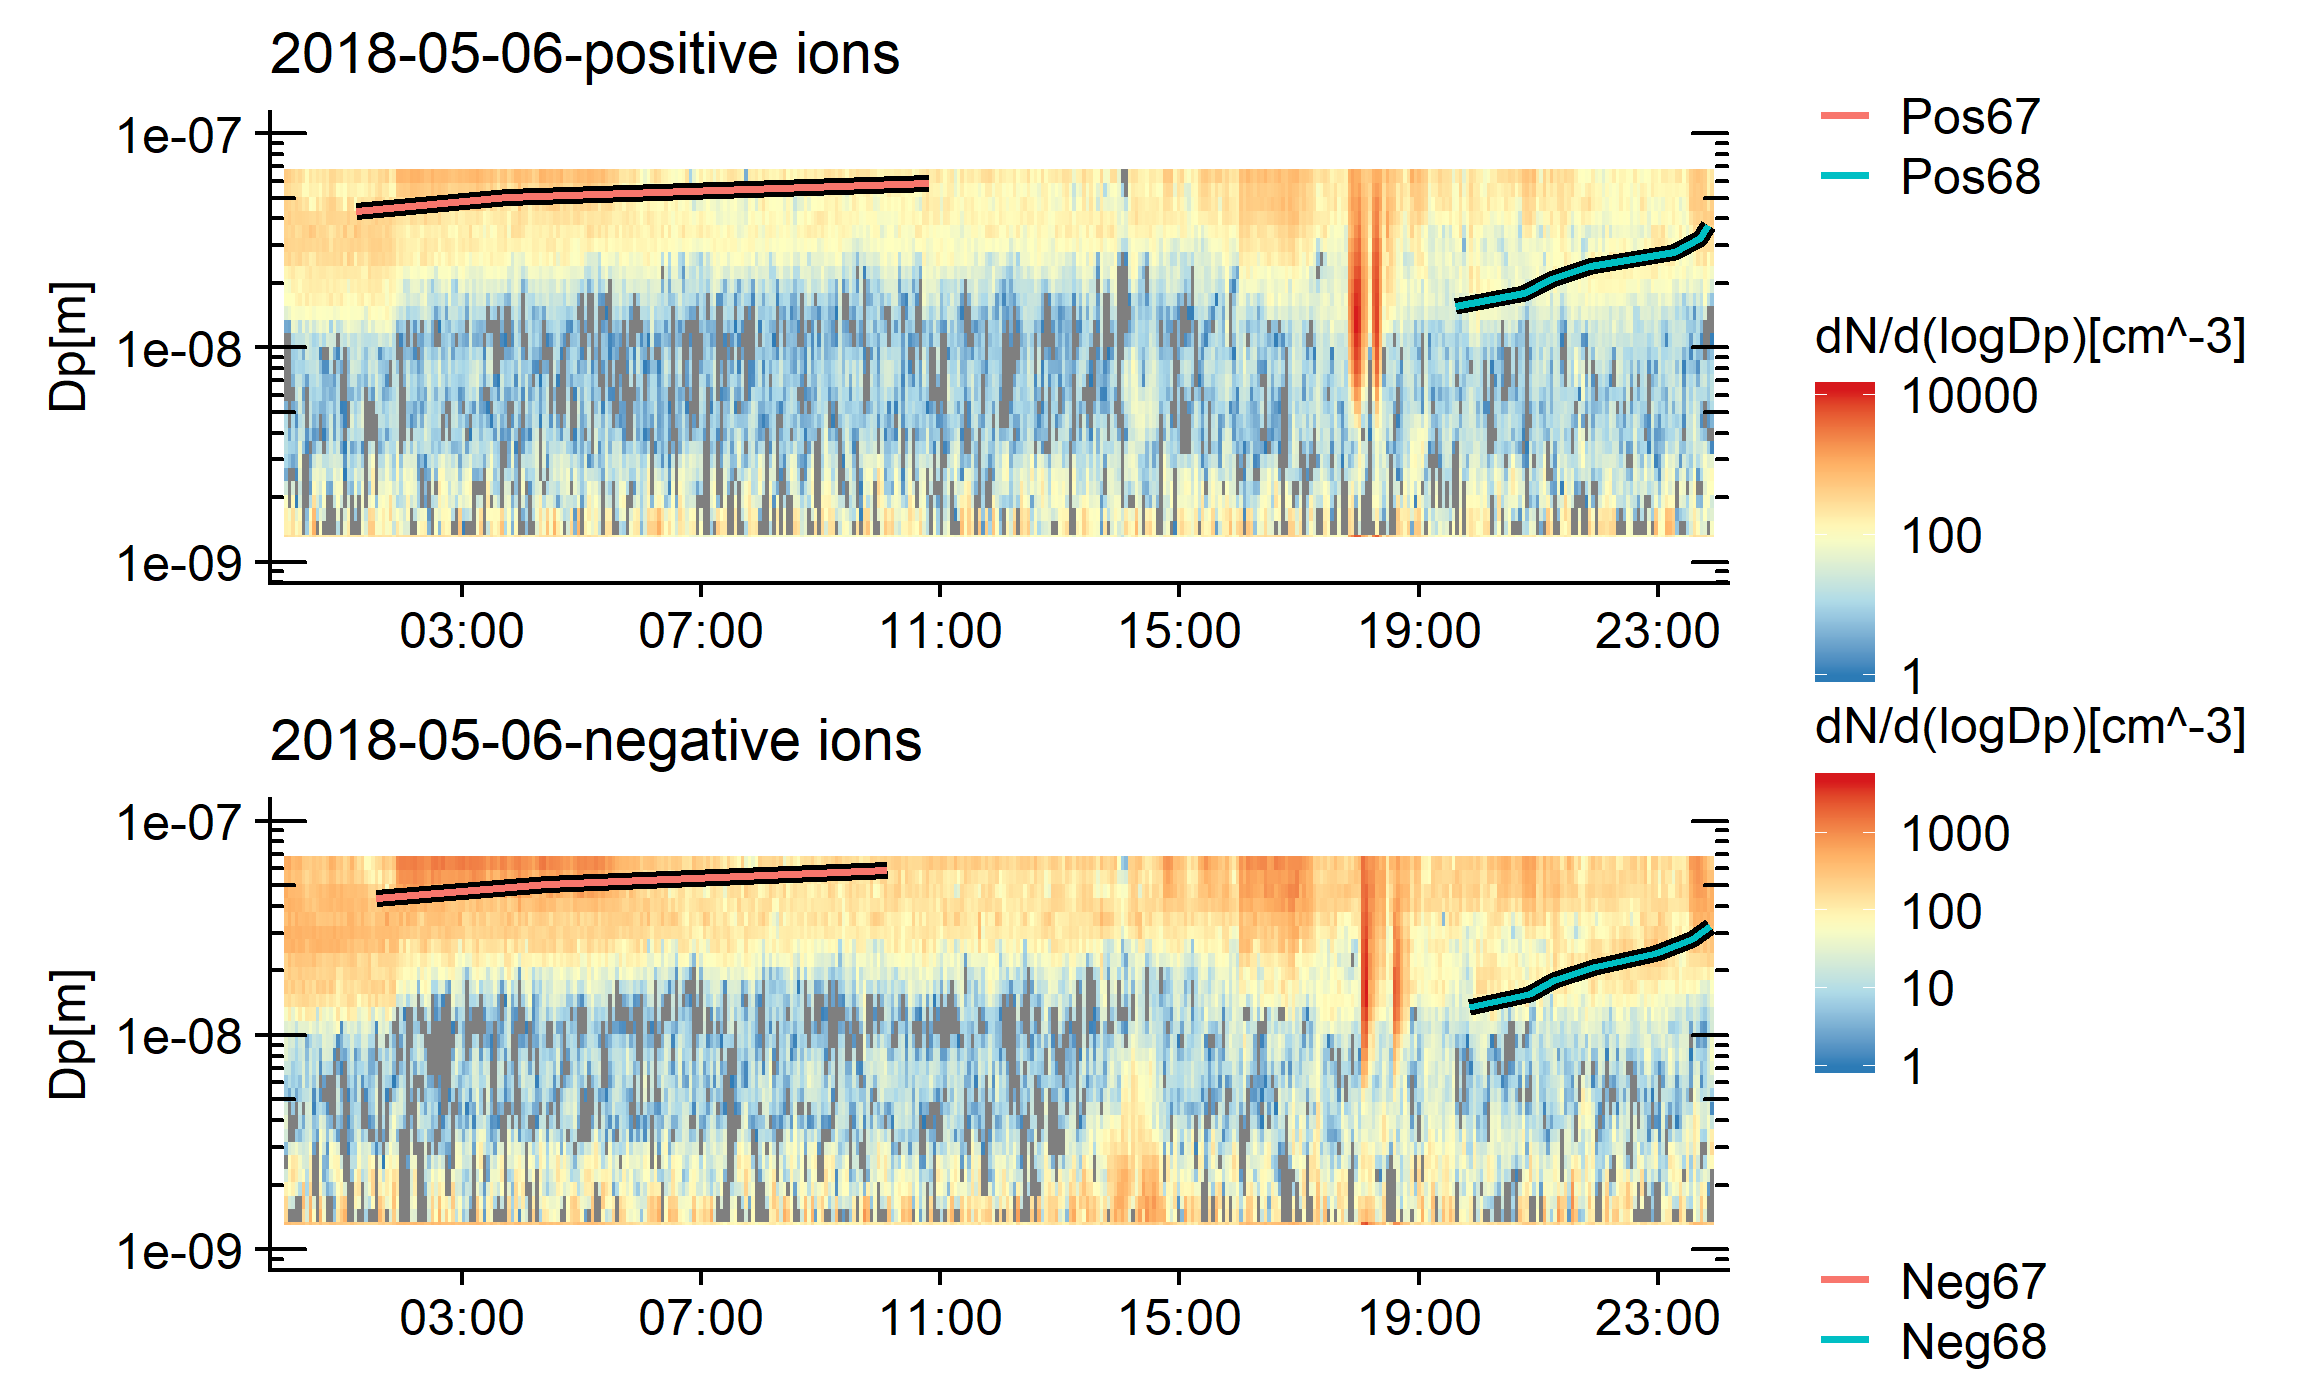 2018-05-06-positive ions
Dp[m]
1e-07
1e-08
1e-09
03:00 07:00 11:00 15:00 19:00 23:00
Pos67
Pos68
dN/d(logDp)[cm^-3]
10000
100
1
2018-05-06-negative ions
Dp[m]
1e-07
1e-08
1e-09
03:00 07:00 11:00 15:00 19:00 23:00
dN/d(logDp)[cm^-3]
1000
100
10
1
Neg67
Neg68